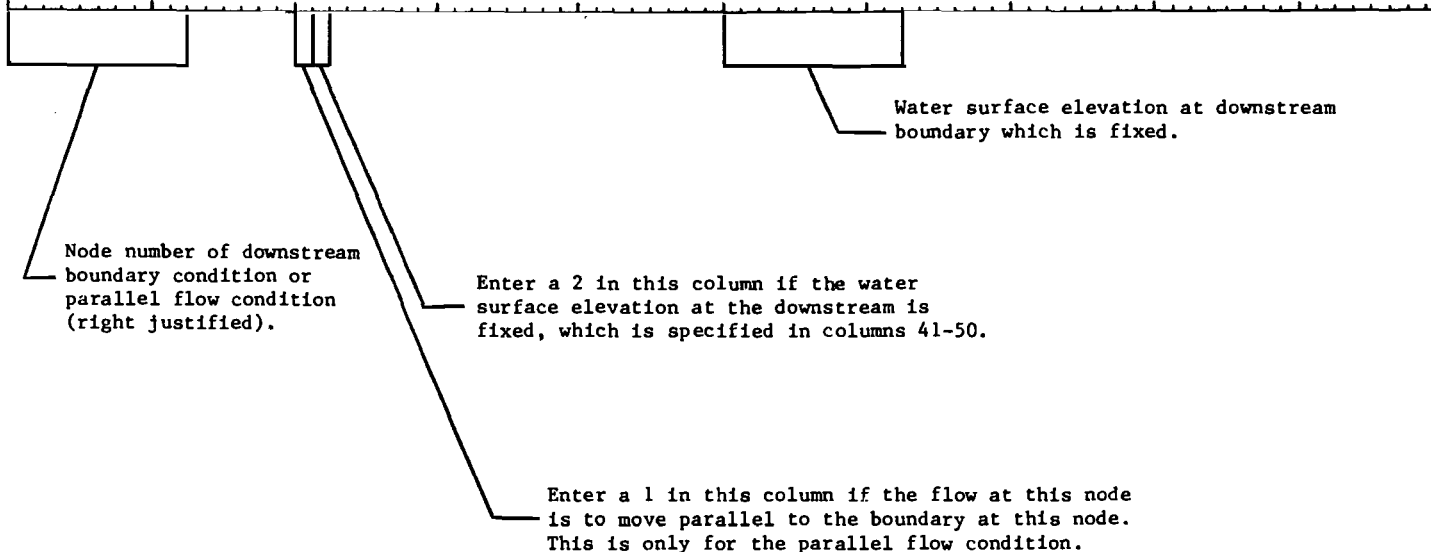 Water surface elevation at downstream
boundary which is fixed.
Node number of downstream
boundary condition or
parallel flow condition
(right justified).
Enter a 2 in this column if the water
surface elevation at the downstream is
fixed, which is specified in columns 41-50.
Enter a 1 in this column if the flow at this node
is to move parallel to the boundary at this node.
This is only for the parallel flow condition.